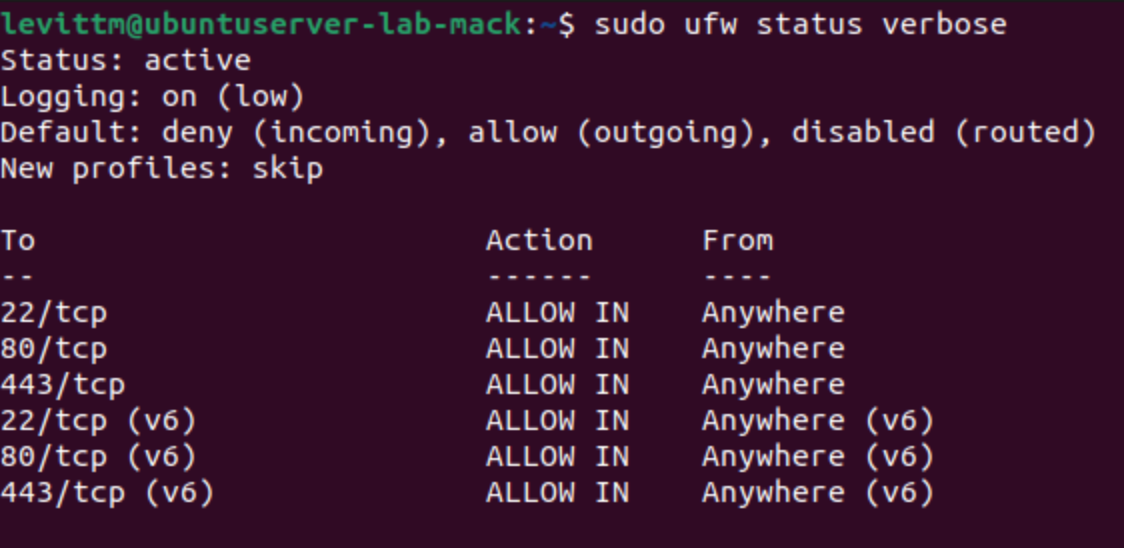 levittm@ubuntuserver-lab-mack:~$ sudo ufw status verbose
Status: active
Logging: on (low)
Default: deny (incoming), allow (outgoing), disabled (routed)
New profiles: skip
To Action From
-- ------ ----
22/tcp ALLOW IN Anywhere
80/tcp ALLOW IN Anywhere
443/tcp ALLOW IN Anywhere
22/tcp (v6) ALLOW IN Anywhere (v6)
80/tcp (v6) ALLOW IN Anywhere (v6)
443/tcp (v6) ALLOW IN Anywhere (v6)